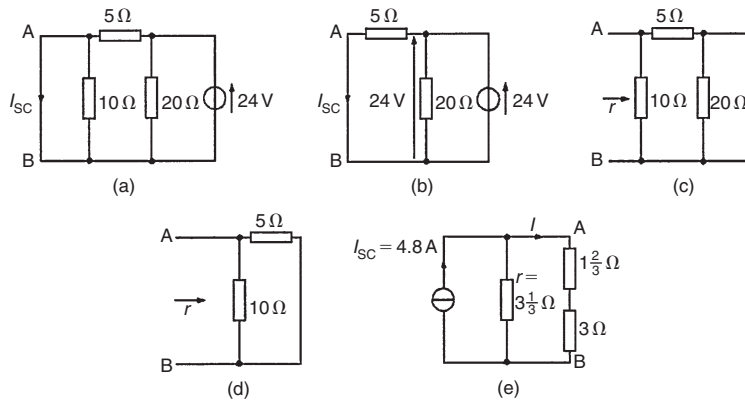 5 Ω
A
I_SC
10 Ω
20 Ω
24 V
B
(a)
5 Ω
A
I_SC
24 V
20 Ω
24 V
B
(b)
5 Ω
A
r
10 Ω
20 Ω
B
(c)
5 Ω
A
r
10 Ω
B
(d)
I
A
I_SC = 4.8 A
r =
3 1/3 Ω
1 2/3 Ω
3 Ω
B
(e)